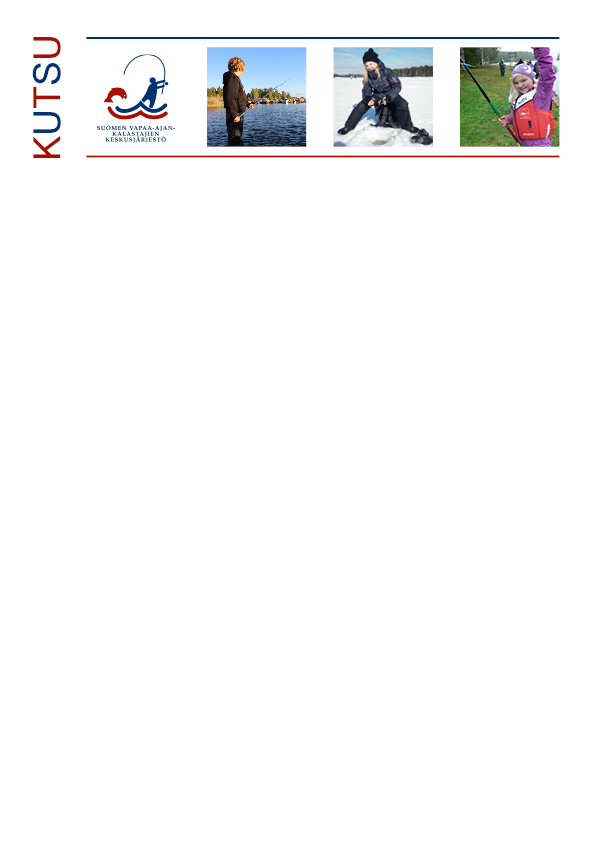 KUTSU
SUOMEN VAPAA-AJAN-
KALASTAJIEN
KESKUSJÄRJESTÖ